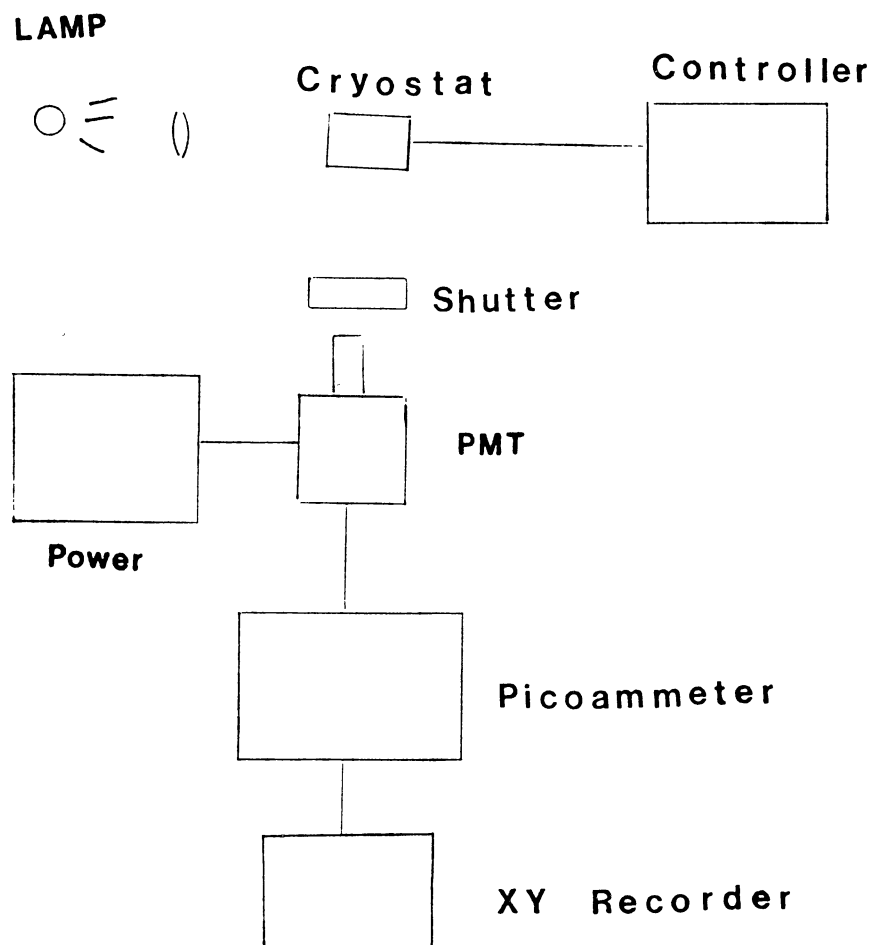 LAMP
Cryostat
Controller
Shutter
PMT
Power
Picoammeter
XY Recorder